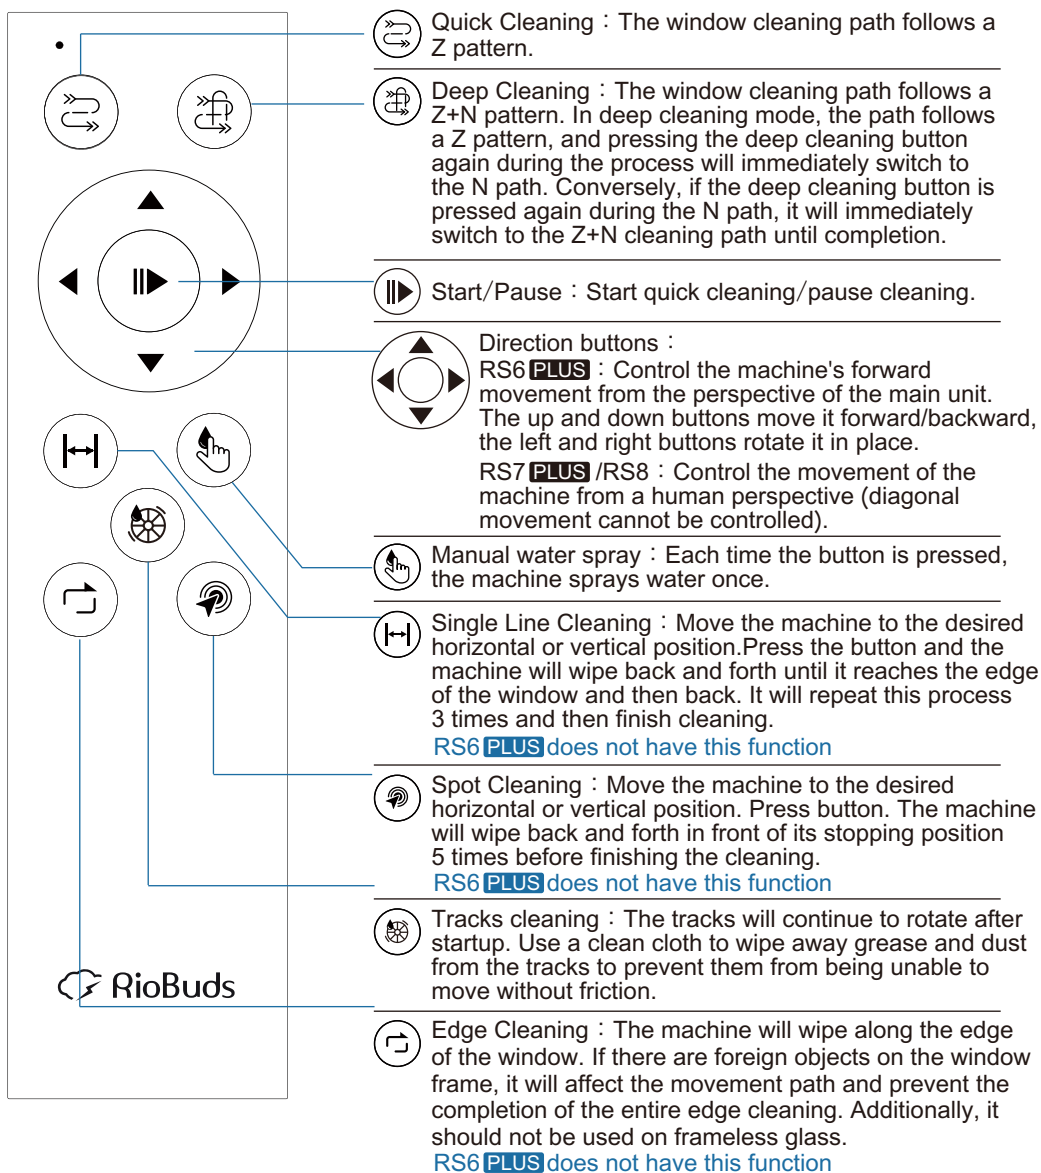 Quick Cleaning：The window cleaning path follows a
Z pattern.
Deep Cleaning：The window cleaning path follows a
Z+N pattern. In deep cleaning mode, the path follows
a Z pattern, and pressing the deep cleaning button
again during the process will immediately switch to
the N path. Conversely, if the deep cleaning button is
pressed again during the N path, it will immediately
switch to the Z+N cleaning path until completion.
Start/Pause：Start quick cleaning/pause cleaning.
Direction buttons：
RS6 PLUS：Control the machine's forward
movement from the perspective of the main unit.
The up and down buttons move it forward/backward,
the left and right buttons rotate it in place.
RS7 PLUS /RS8：Control the movement of the
machine from a human perspective (diagonal
movement cannot be controlled).
Manual water spray：Each time the button is pressed,
the machine sprays water once.
Single Line Cleaning：Move the machine to the desired
horizontal or vertical position.Press the button and the
machine will wipe back and forth until it reaches the edge
of the window and then back. It will repeat this process
3 times and then finish cleaning.
RS6 PLUS does not have this function
Spot Cleaning：Move the machine to the desired
horizontal or vertical position. Press button. The machine
will wipe back and forth in front of its stopping position
5 times before finishing the cleaning.
RS6 PLUS does not have this function
Tracks cleaning：The tracks will continue to rotate after
startup. Use a clean cloth to wipe away grease and dust
from the tracks to prevent them from being unable to
move without friction.
RioBuds
Edge Cleaning：The machine will wipe along the edge
of the window. If there are foreign objects on the window
frame, it will affect the movement path and prevent the
completion of the entire edge cleaning. Additionally, it
should not be used on frameless glass.
RS6 PLUS does not have this function